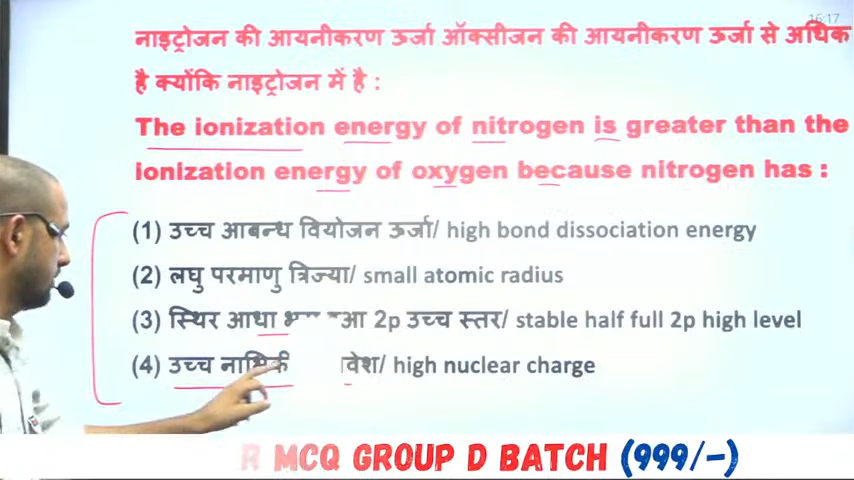 16:17
नाइट्रोजन की आयनीकरण ऊर्जा ऑक्सीजन की आयनीकरण ऊर्जा से अधिक
है क्योंकि नाइट्रोजन में है :
The ionization energy of nitrogen is greater than the
ionization energy of oxygen because nitrogen has :
(1) उच्च आबन्ध वियोजन ऊर्जा/ high bond dissociation energy
(2) लघु परमाणु त्रिज्या/ small atomic radius
(3) स्थिर आधा 2p उच्च स्तर/ stable half full 2p high level
(4) उच्च / high nuclear charge
MCQ GROUP D BATCH (999/-)